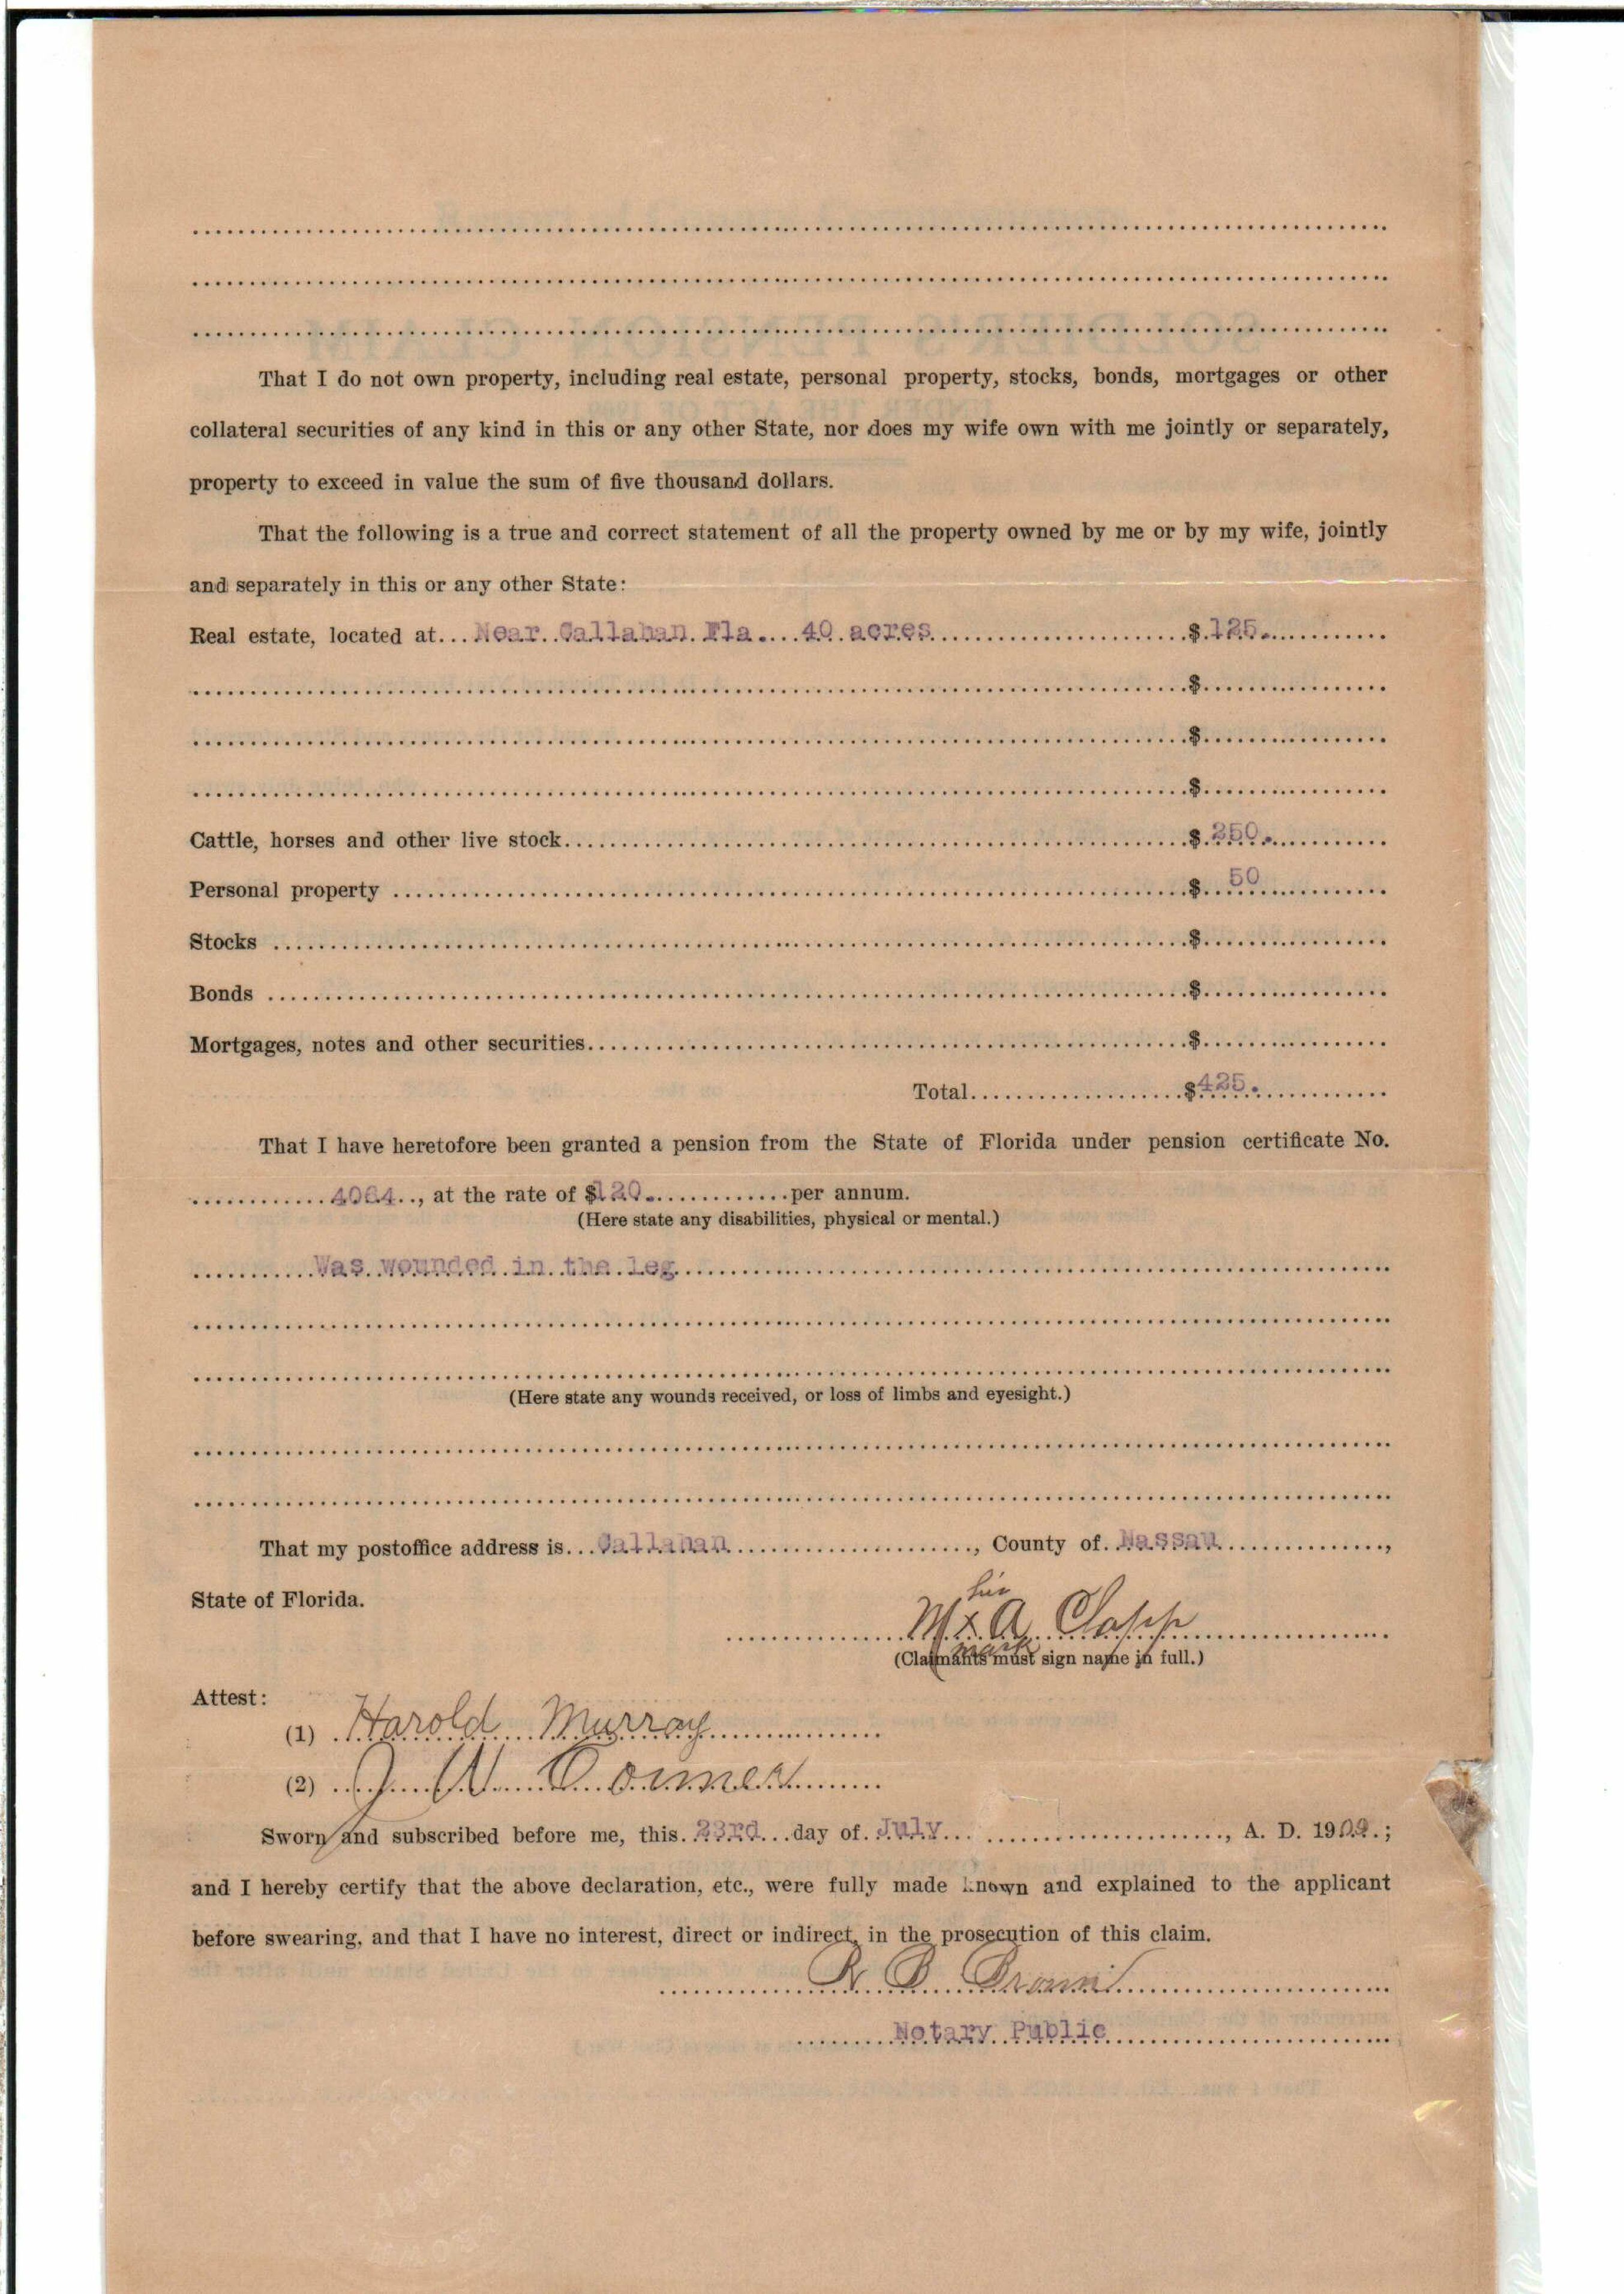 That I do not own property, including real estate, personal property, stocks, bonds, mortgages or other
collateral securities of any kind in this or any other State, nor does my wife own with me jointly or separately,
property to exceed in value the sum of five thousand dollars.
That the following is a true and correct statement of all the property owned by me or by my wife, jointly
and separately in this or any other State:
Real estate, located at... Near Callahan Fla. 40 acres $ 125.
$
$
$
Cattle, horses and other live stock $ 250.
Personal property $ 50
Stocks $
Bonds $
Mortgages, notes and other securities $
Total $ 425.
That I have heretofore been granted a pension from the State of Florida under pension certificate No.
4064, at the rate of $120. per annum.
(Here state any disabilities, physical or mental.)
Was wounded in the leg
(Here state any wounds received, or loss of limbs and eyesight.)
That my postoffice address is Callahan, County of Nassau,
State of Florida.
his
M x A Clapp
mark
(Claimants must sign name in full.)
Attest:
(1) Harold Murray
(2) J. W.
Sworn and subscribed before me, this 23rd day of July, A. D. 1909.;
and I hereby certify that the above declaration, etc., were fully made known and explained to the applicant
before swearing, and that I have no interest, direct or indirect, in the prosecution of this claim.
B
Notary Public